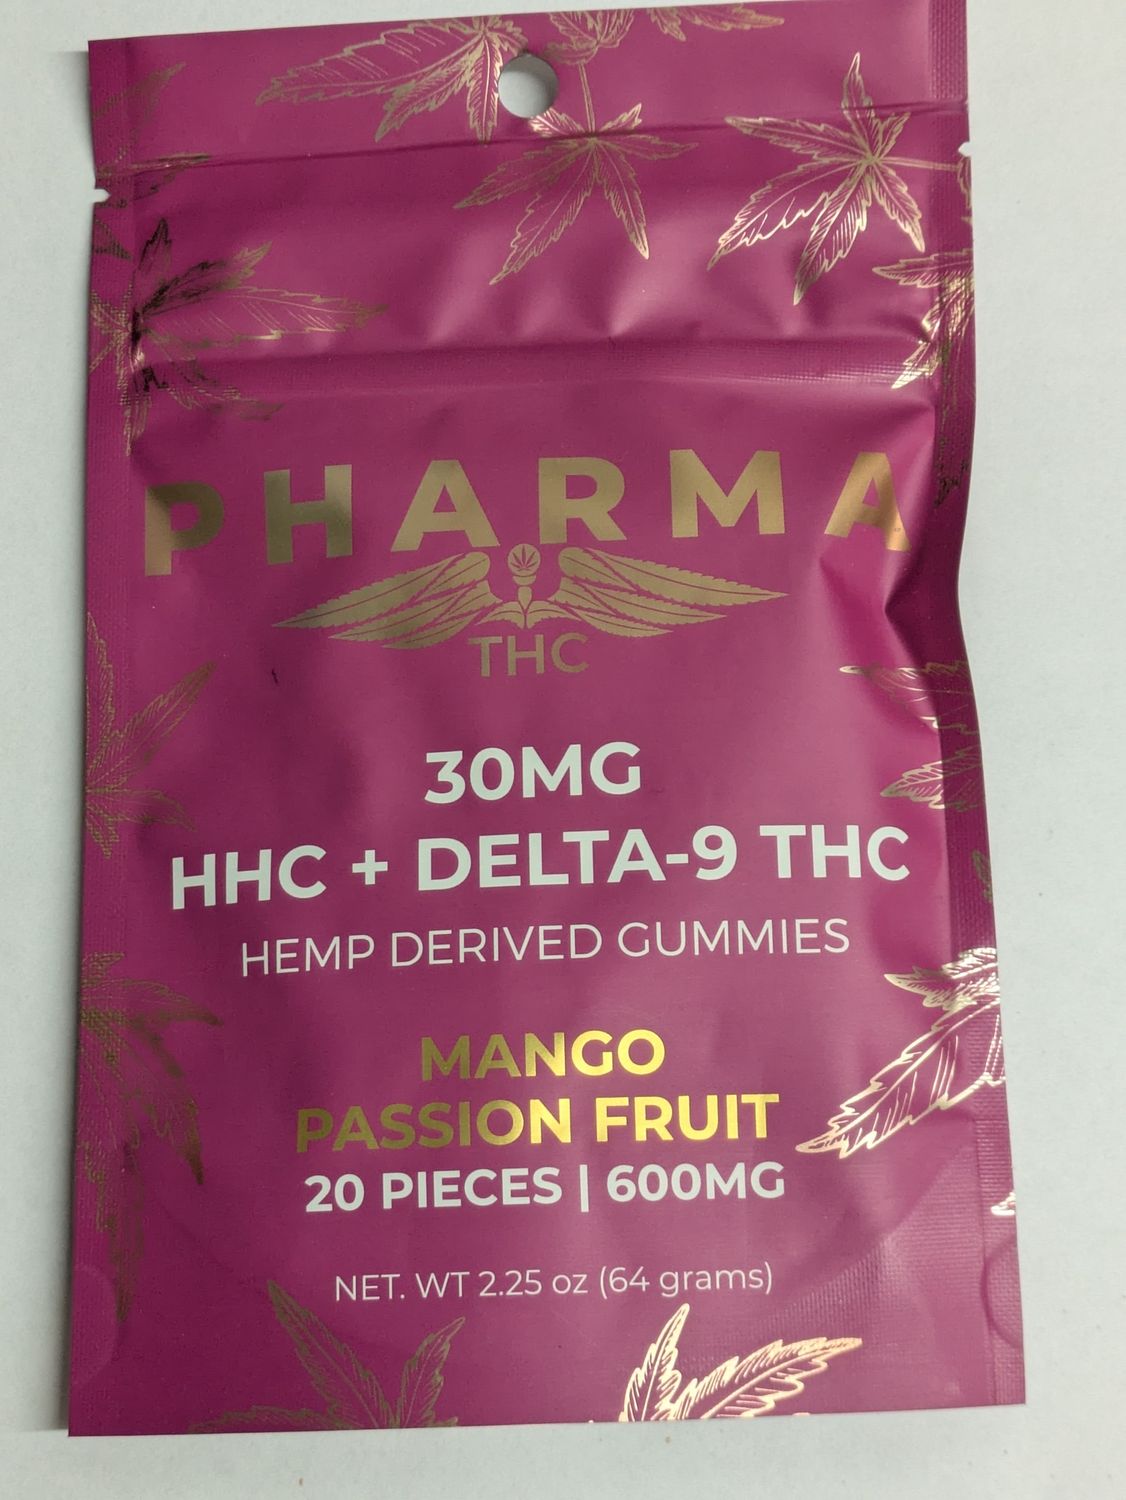 PHARMA
THC
30MG
HHC + DELTA-9 THC
HEMP DERIVED GUMMIES
MANGO
PASSION FRUIT
20 PIECES | 600MG
NET. WT 2.25 oz (64 grams)